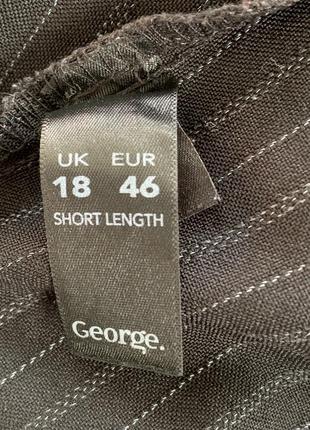 UK EUR
18 46
SHORT LENGTH
George.